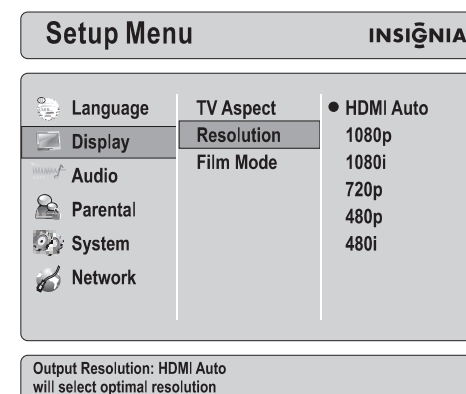 Setup Menu INSIGNIA
Language
Display
Audio
Parental
System
Network
TV Aspect
Resolution
Film Mode
HDMI Auto
1080p
1080i
720p
480p
480i
Output Resolution: HDMI Auto
will select optimal resolution